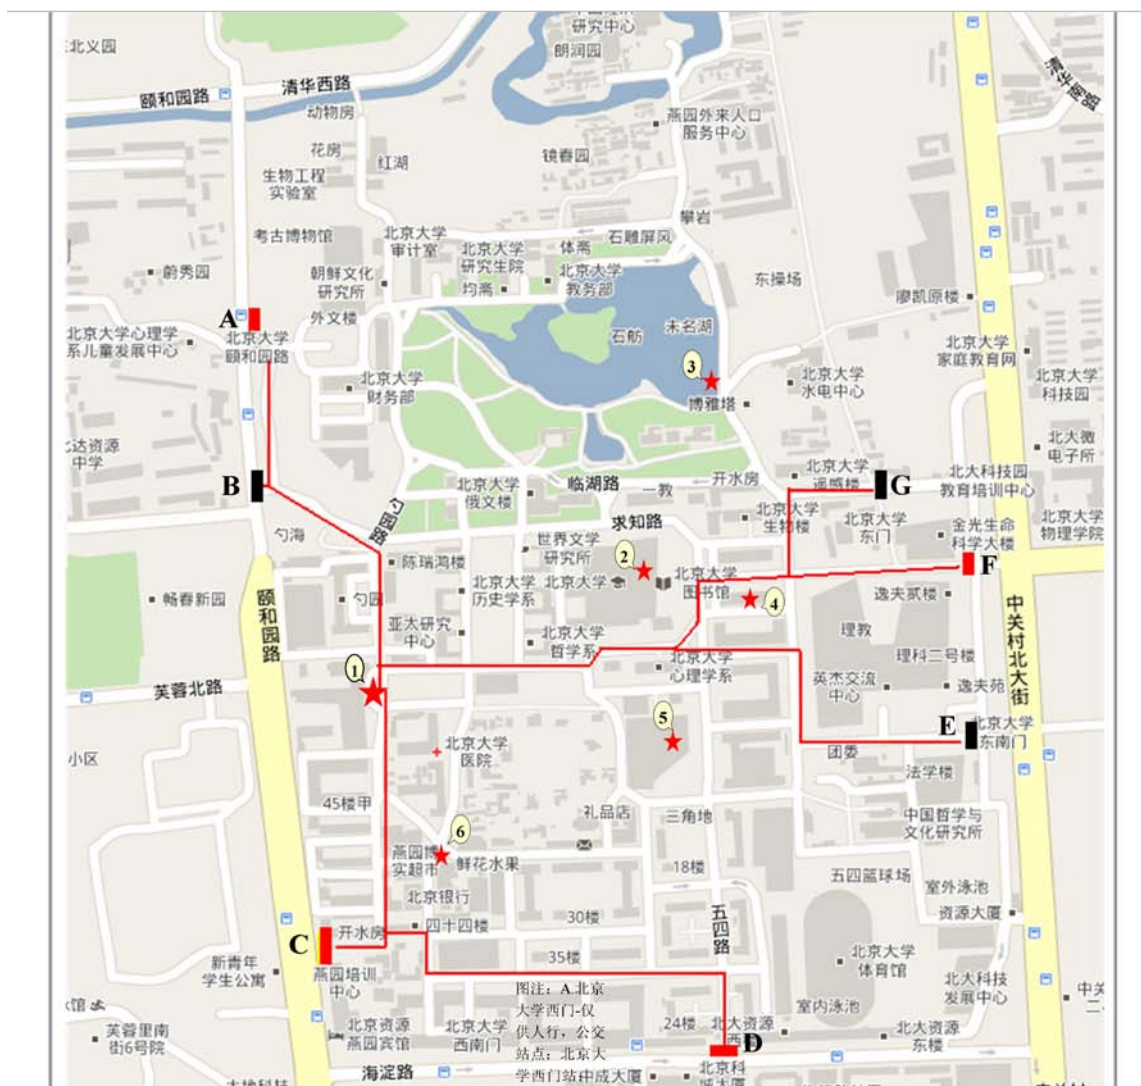 研究中心
朗润园
北义园
清华西路
颐和园路
清华南路
动物房
燕园外来人口
服务中心
花房
红湖
镜春园
生物工程
实验室
攀岩
考古博物馆
北京大学
审计室
石雕屏风
体斋
北京大学
研究生院
蔚秀园
朝鲜文化
研究所
北京大学
教务部
均斋
东操场
廖凯原楼
A
外文楼
未名湖
石舫
北京大学心理学
系儿童发展中心
北京大学
颐和园路
北京大学
家庭教育网
3
北京大学
财务部
北京大学
水电中心
北京大学
科技园
博雅塔
达资源
中学
北大微
电子所
B
北京大学
俄文楼
临湖路
一教
开水房
北京大学
遥感楼
G
北大科技园
教育培训中心
勺园路
勺海
求知路
北京大学
生物楼
北京大学
东门
金光生命
科学大楼
北京大学
物理学院
世界文学
研究所
陈瑞鸿楼
2
F
北京大学
历史学系
北京大学
北京大学
图书馆
畅春新园
勺园
4
逸夫贰楼
颐和园路
亚太研究
中心
北京大学
哲学系
理教
中关村北大街
理科二号楼
1
北京大学
心理学系
英杰交流
中心
逸夫苑
芙蓉北路
5
E
北京大学
东南门
小区
北京大学
医院
团委
法学楼
45楼甲
礼品店
三角地
中国哲学与
文化研究所
6
燕园博
实超市
鲜花水果
18楼
五四篮球场
室外泳池
北京银行
30楼
五四路
资源大厦
C
开水房
四十四楼
35楼
北京大学
体育馆
新青年
学生公寓
燕园培训
中心
北大科技
发展中心
图注：A.北京
大学西门-仅
供人行，公交
站点：北京大
学西门站
室内泳池
芙蓉里南
街6号院
北京资源
燕园宾馆
北京大学
西南门
24楼
北大资源
西楼
D
北大资源
东楼
海淀路
中成大厦
北京科